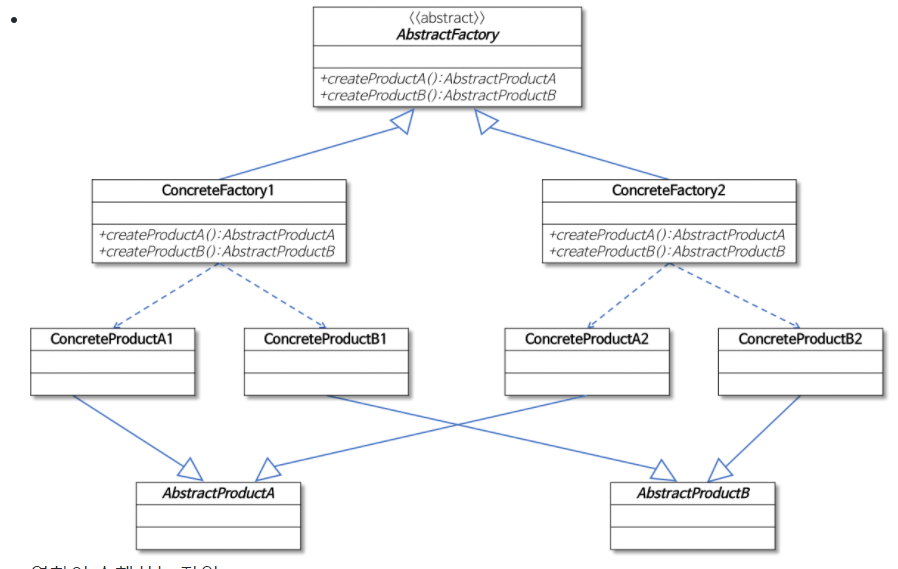 《abstract》
AbstractFactory
+createProductA():AbstractProductA
+createProductB():AbstractProductB
ConcreteFactory1
+createProductA():AbstractProductA
+createProductB():AbstractProductB
ConcreteFactory2
+createProductA():AbstractProductA
+createProductB():AbstractProductB
ConcreteProductA1
ConcreteProductB1
ConcreteProductA2
ConcreteProductB2
AbstractProductA
AbstractProductB